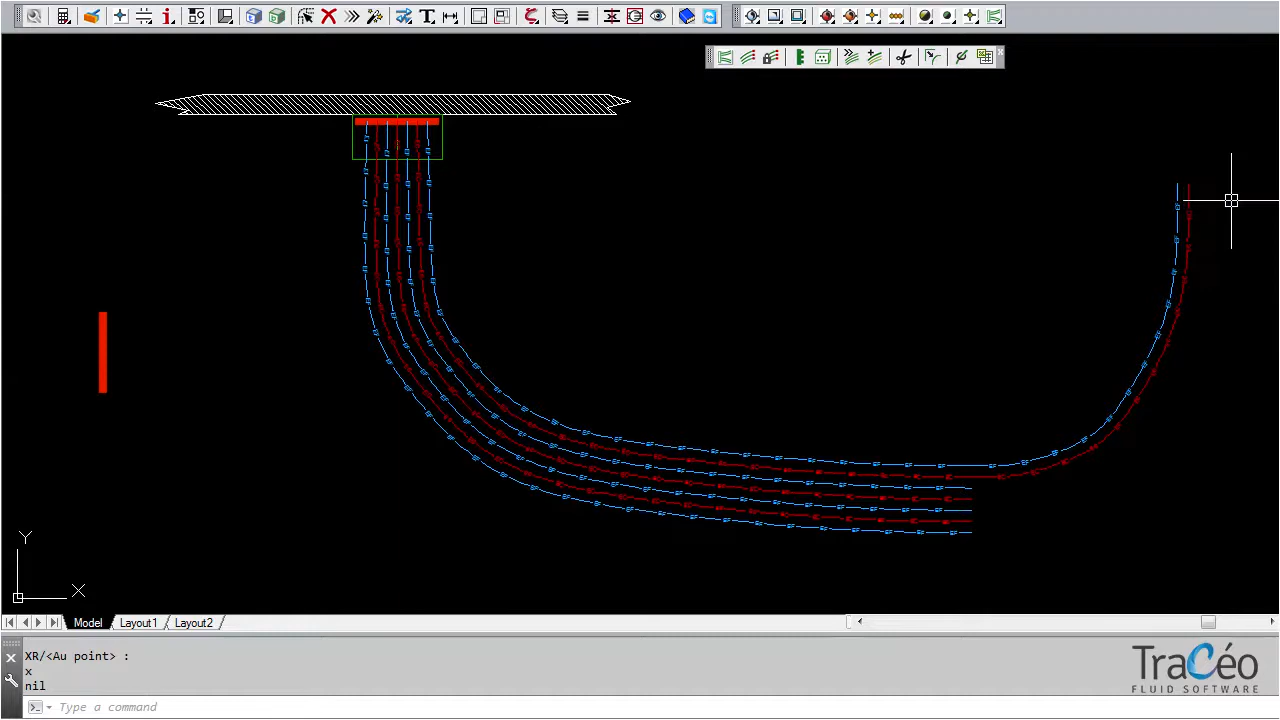 Y
X
Model
Layout1
Layout2
XR/<Au point> :
x
nil
Type a command
TraCéo
FLUID SOFTWARE